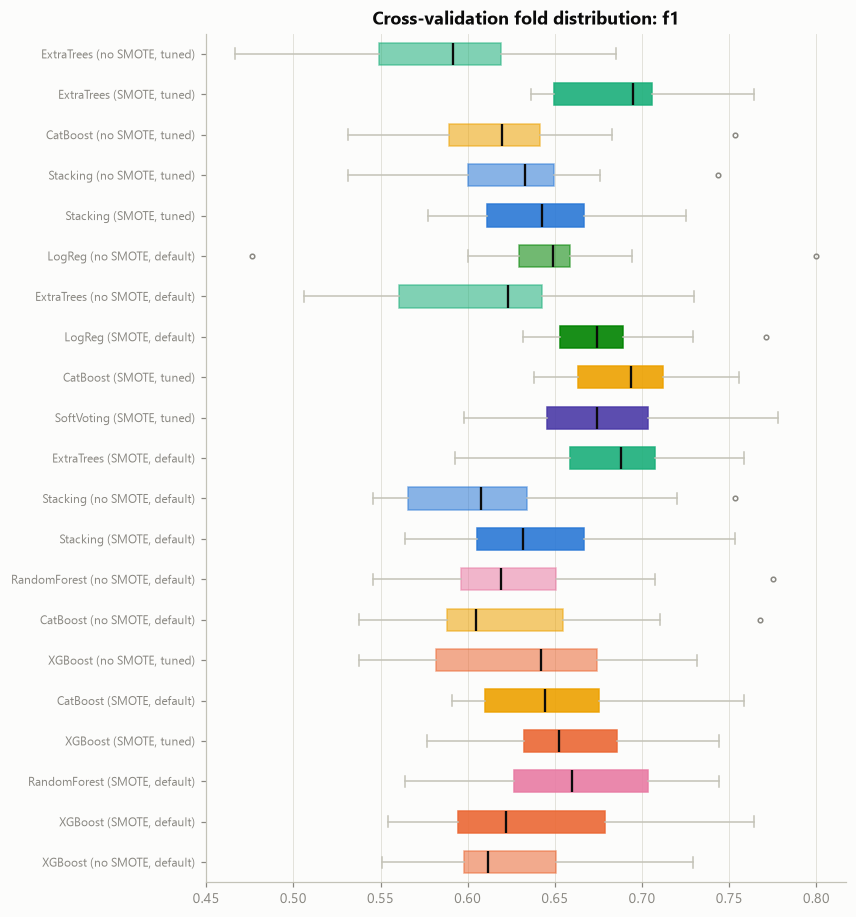 Cross-validation fold distribution: f1
ExtraTrees (no SMOTE, tuned)
ExtraTrees (SMOTE, tuned)
CatBoost (no SMOTE, tuned)
Stacking (no SMOTE, tuned)
Stacking (SMOTE, tuned)
LogReg (no SMOTE, default)
ExtraTrees (no SMOTE, default)
LogReg (SMOTE, default)
CatBoost (SMOTE, tuned)
SoftVoting (SMOTE, tuned)
ExtraTrees (SMOTE, default)
Stacking (no SMOTE, default)
Stacking (SMOTE, default)
RandomForest (no SMOTE, default)
CatBoost (no SMOTE, default)
XGBoost (no SMOTE, tuned)
CatBoost (SMOTE, default)
XGBoost (SMOTE, tuned)
RandomForest (SMOTE, default)
XGBoost (SMOTE, default)
XGBoost (no SMOTE, default)
0.45 0.50 0.55 0.60 0.65 0.70 0.75 0.80